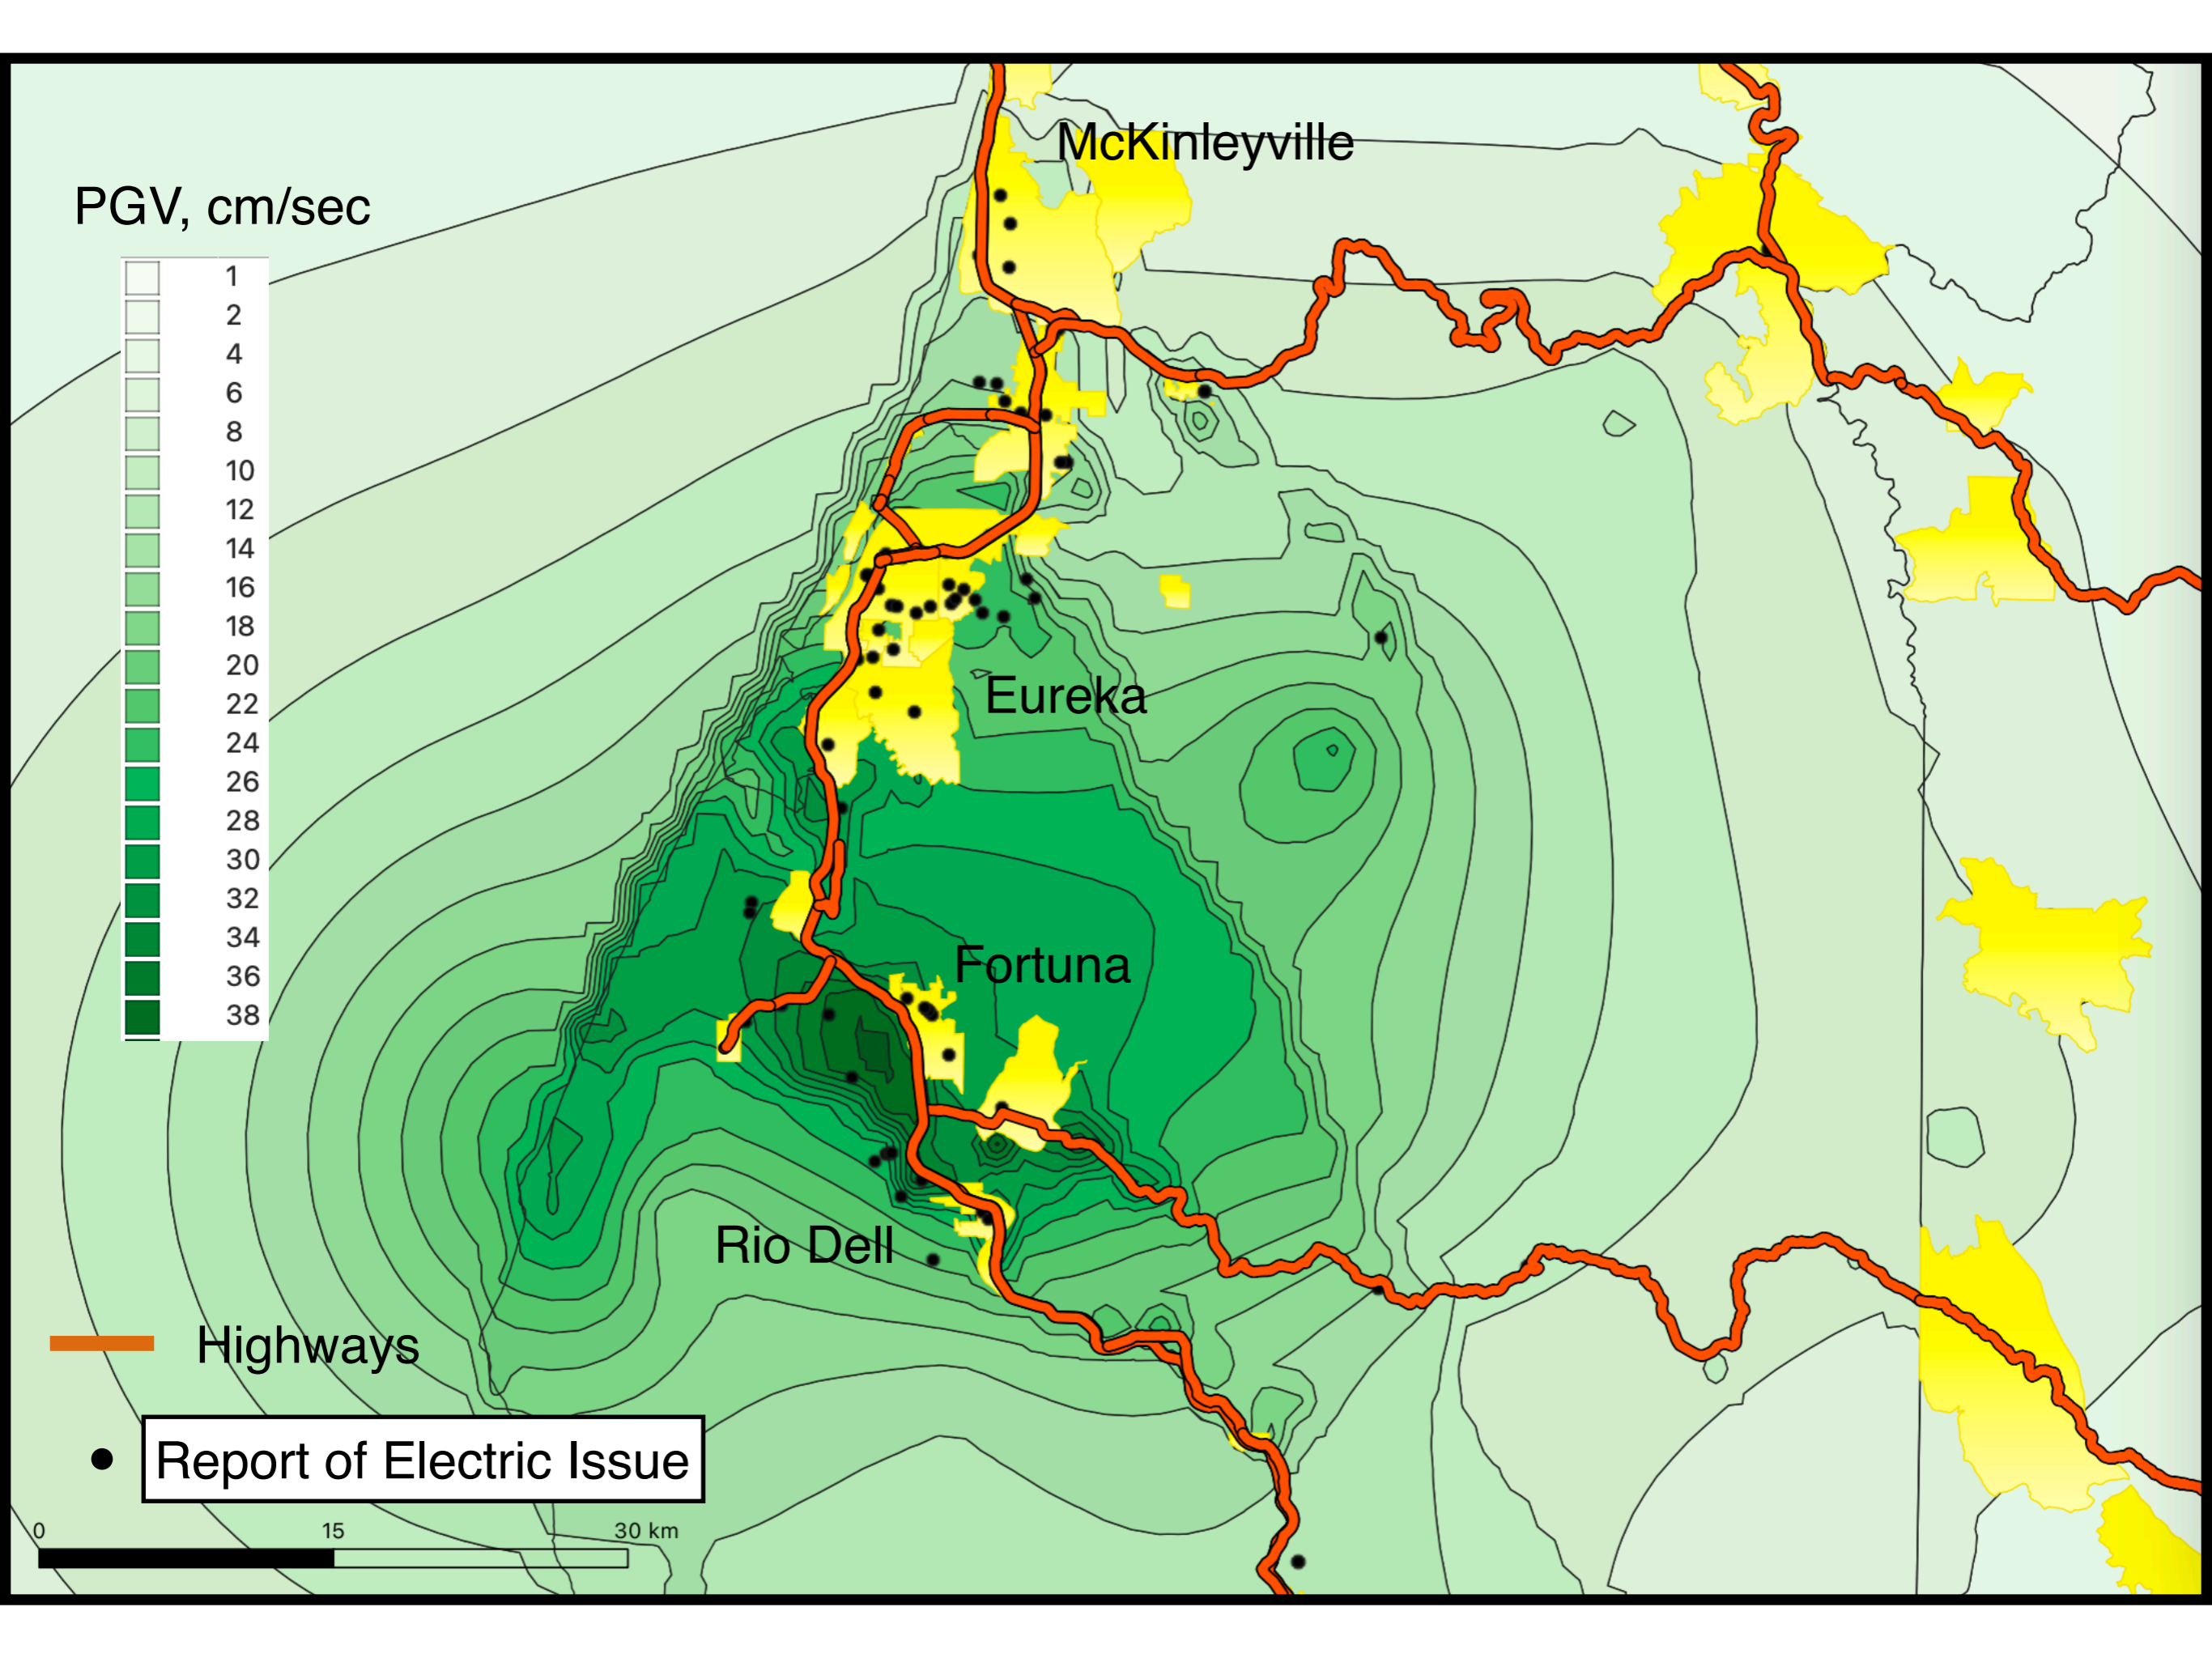 McKinleyville
PGV, cm/sec
1
2
4
6
8
10
12
14
16
18
20
22
24
26
28
30
32
34
36
38
Eureka
Fortuna
Rio Dell
Highways
Report of Electric Issue
0 15 30 km